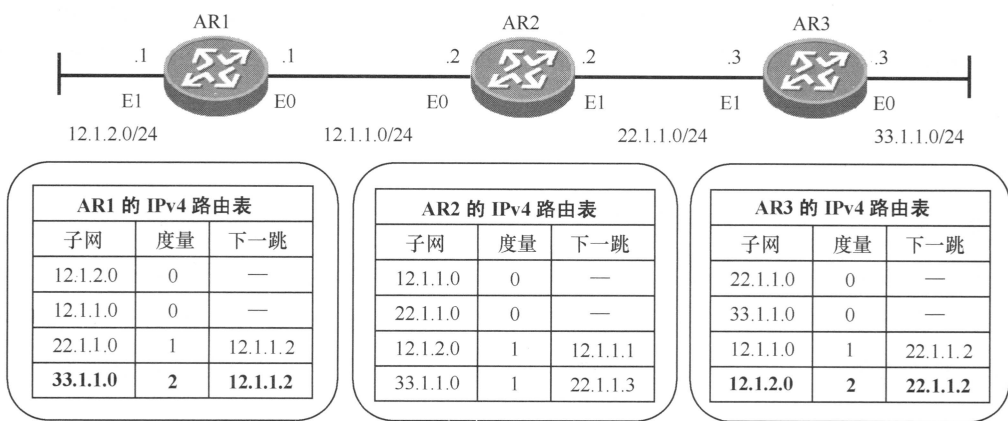 AR1 AR2 AR3
.1 .1 .2 .2 .3 .3
E1 E0 E0 E1 E1 E0
12.1.2.0/24 12.1.1.0/24 22.1.1.0/24 33.1.1.0/24
AR1 的 IPv4 路由表
子网 度量 下一跳
12.1.2.0 0 —
12.1.1.0 0 —
22.1.1.0 1 12.1.1.2
33.1.1.0 2 12.1.1.2
AR2 的 IPv4 路由表
子网 度量 下一跳
12.1.1.0 0 —
22.1.1.0 0 —
12.1.2.0 1 12.1.1.1
33.1.1.0 1 22.1.1.3
AR3 的 IPv4 路由表
子网 度量 下一跳
22.1.1.0 0 —
33.1.1.0 0 —
12.1.1.0 1 22.1.1.2
12.1.2.0 2 22.1.1.2